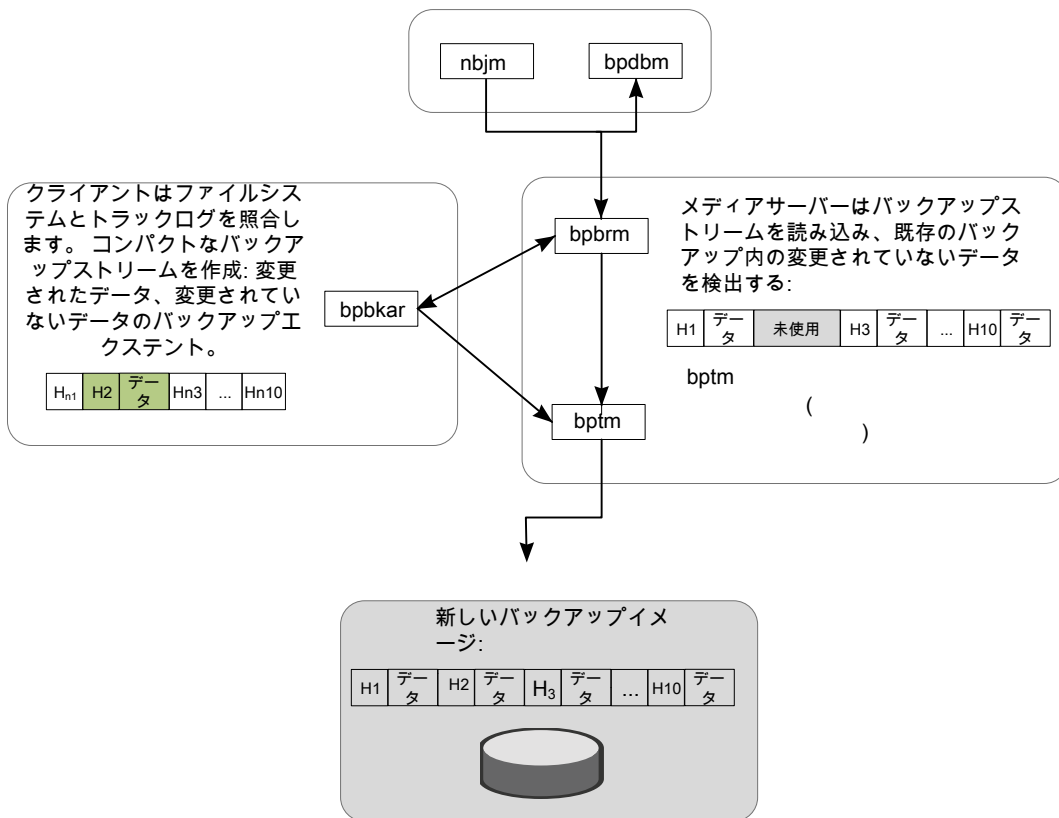 nbjm
bpdbm
クライアントはファイルシス
テムとトラックログを照合し
ます。 コンパクトなバックア
ップストリームを作成: 変更
されたデータ、変更されてい
ないデータのバックアップエ
クステント。
Hn1 H2 デー
タ Hn3 ... Hn10
bpbkar
bpbrm
bptm
メディアサーバーはバックアップス
トリームを読み込み、既存のバック
アップ内の変更されていないデータ
を検出する:
H1 デー
タ 未使用 H3 デー
タ ... H10 デー
タ
bptm
(
)
新しいバックアップイメ
ージ:
H1 デー
タ H2 デー
タ H3 デー
タ ... H10 デー
タ